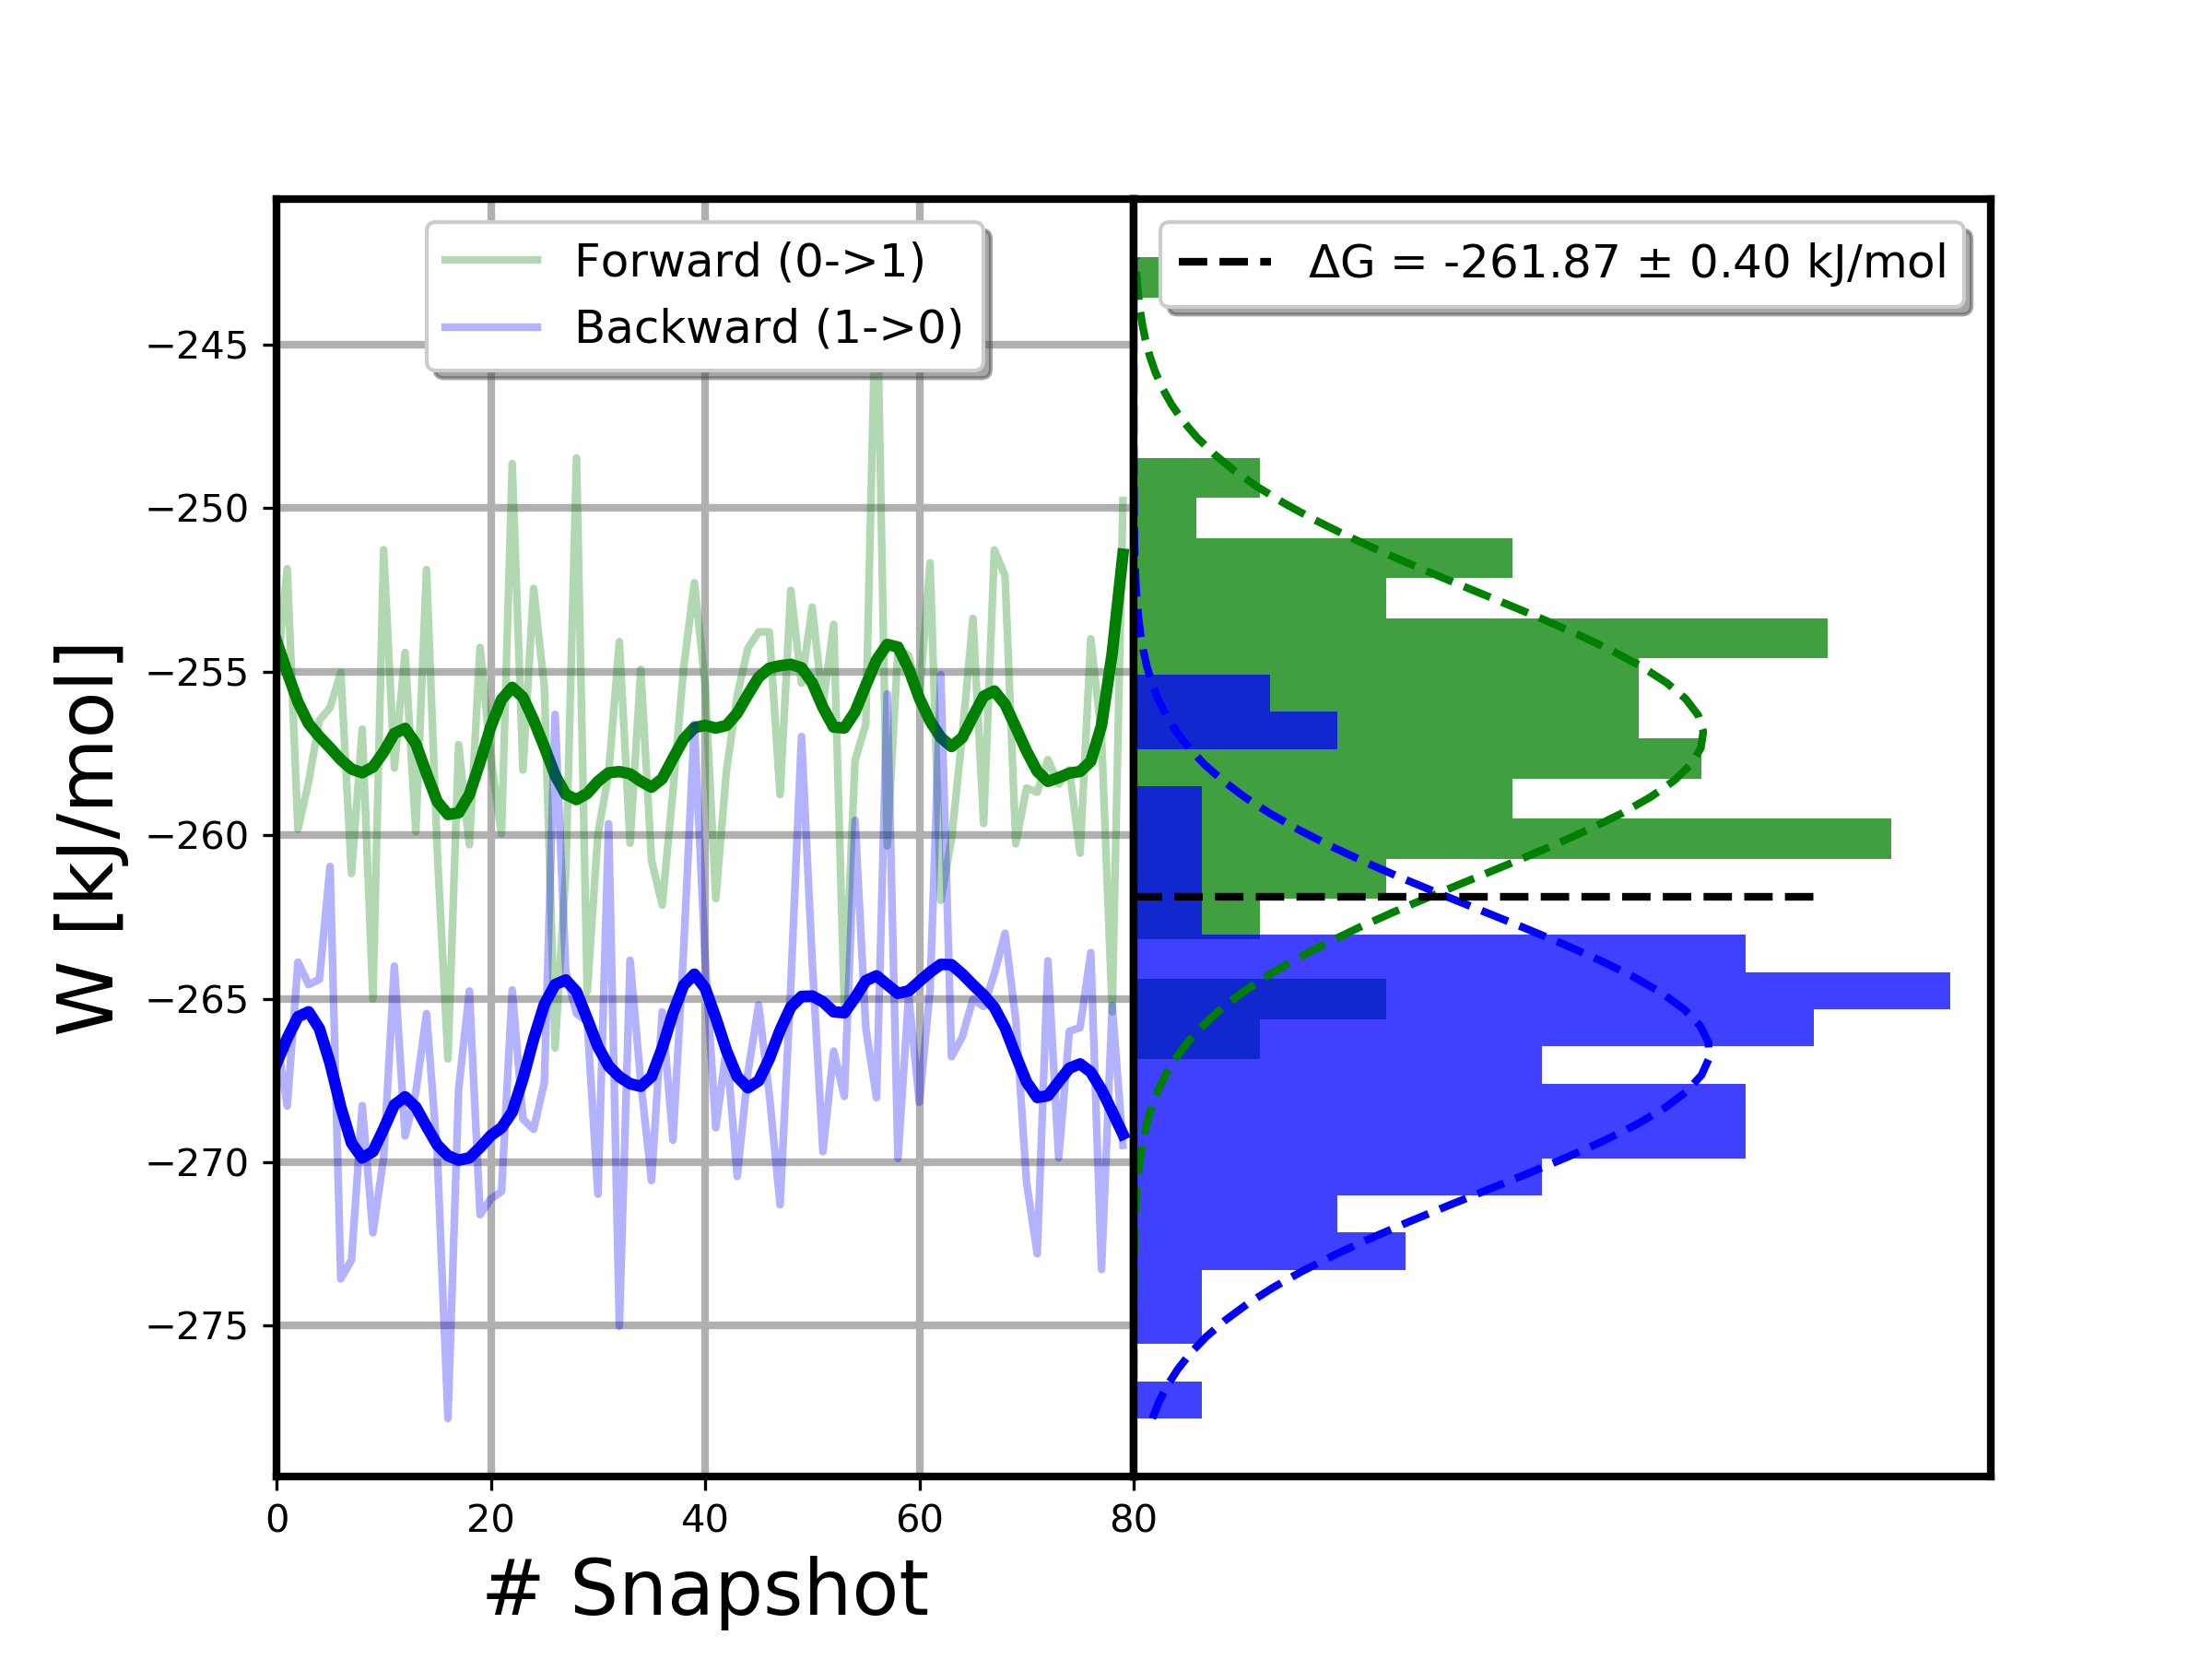 Forward (0->1)
Backward (1->0)
ΔG = -261.87 ± 0.40 kJ/mol
W [kJ/mol]
−245
−250
−255
−260
−265
−270
−275
0 20 40 60 80
# Snapshot